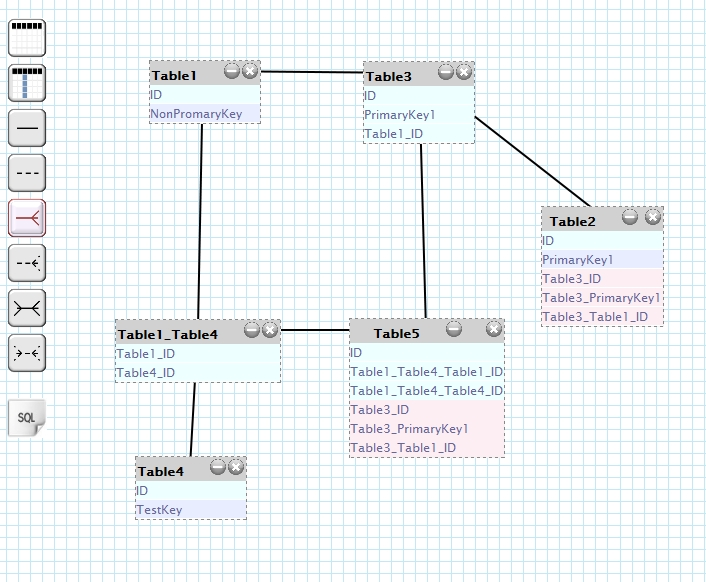 Table1
ID
NonPromaryKey
Table3
ID
PrimaryKey1
Table1_ID
Table2
ID
PrimaryKey1
Table3_ID
Table3_PrimaryKey1
Table3_Table1_ID
Table1_Table4
Table1_ID
Table4_ID
Table5
ID
Table1_Table4_Table1_ID
Table1_Table4_Table4_ID
Table3_ID
Table3_PrimaryKey1
Table3_Table1_ID
SQL
Table4
ID
TestKey